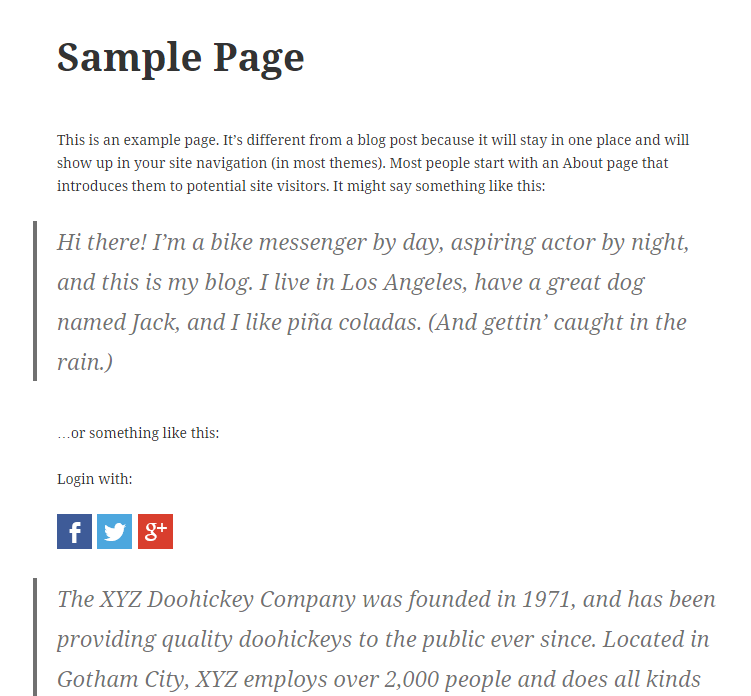 Sample Page
This is an example page. It’s different from a blog post because it will stay in one place and will
show up in your site navigation (in most themes). Most people start with an About page that
introduces them to potential site visitors. It might say something like this:
Hi there! I’m a bike messenger by day, aspiring actor by night,
and this is my blog. I live in Los Angeles, have a great dog
named Jack, and I like piña coladas. (And gettin’ caught in the
rain.)
…or something like this:
Login with:
f g+
The XYZ Doohickey Company was founded in 1971, and has been
providing quality doohickeys to the public ever since. Located in
Gotham City, XYZ employs over 2,000 people and does all kinds